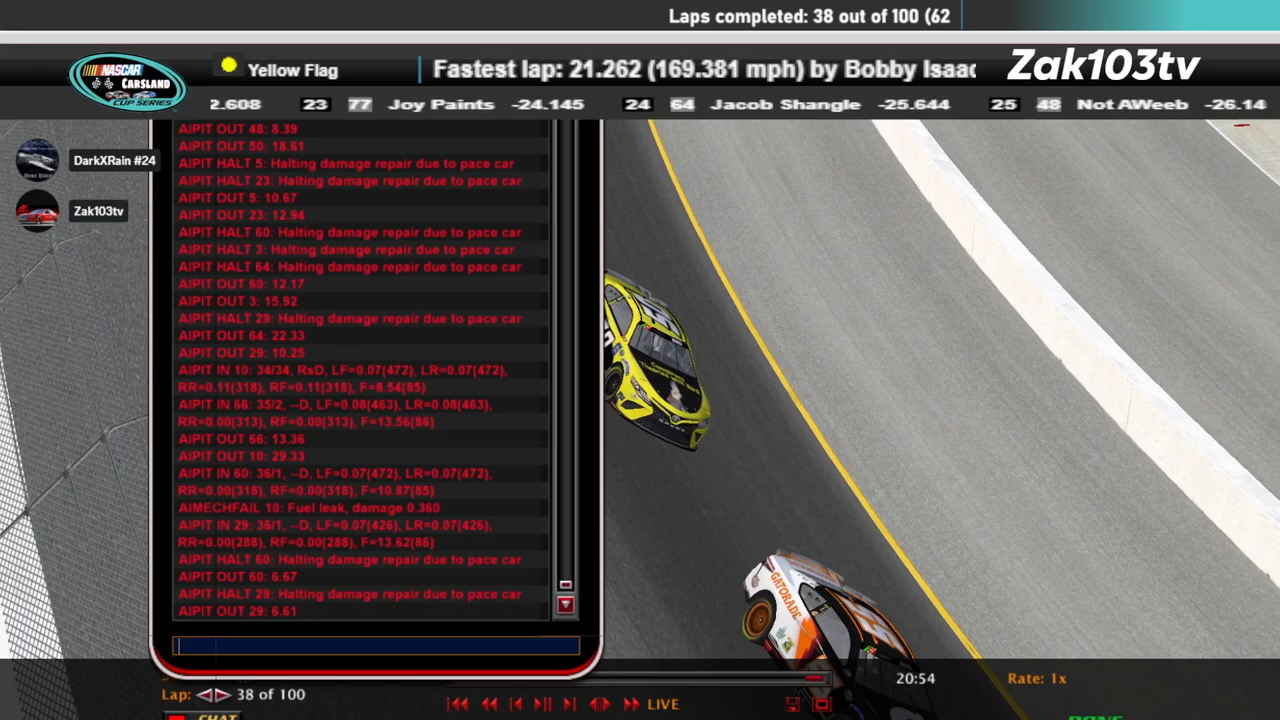 Laps completed: 38 out of 100 (62
NASCAR
CARSLAND
CUP SERIES
Yellow Flag
Fastest lap: 21.262 (169.381 mph) by Bobby Isaac
Zak103tv
2.608 23 77 Joy Paints -24.145 24 64 Jacob Shangle -25.644 25 48 Not AWeeb -26.14
DarkXRain #24
Zak103tv
AIPIT OUT 48: 8.39
AIPIT OUT 50: 18.61
AIPIT HALT 5: Halting damage repair due to pace car
AIPIT HALT 23: Halting damage repair due to pace car
AIPIT OUT 5: 10.67
AIPIT OUT 23: 12.94
AIPIT HALT 60: Halting damage repair due to pace car
AIPIT HALT 3: Halting damage repair due to pace car
AIPIT HALT 64: Halting damage repair due to pace car
AIPIT OUT 60: 12.17
AIPIT OUT 3: 15.92
AIPIT HALT 29: Halting damage repair due to pace car
AIPIT OUT 64: 22.33
AIPIT OUT 29: 10.25
AIPIT IN 10: 34/34, RsD, LF=0.07(472), LR=0.07(472),
RR=0.11(318), RF=0.11(318), F=8.54(85)
AIPIT IN 66: 35/2, --D, LF=0.08(463), LR=0.08(463),
RR=0.00(313), RF=0.00(313), F=13.56(86)
AIPIT OUT 66: 13.36
AIPIT OUT 10: 29.33
AIPIT IN 60: 36/1, --D, LF=0.07(472), LR=0.07(472),
RR=0.00(318), RF=0.00(318), F=10.87(85)
AIMECHFAIL 10: Fuel leak, damage 0.360
AIPIT IN 29: 36/1, --D, LF=0.07(426), LR=0.07(426),
RR=0.00(288), RF=0.00(288), F=13.62(86)
AIPIT HALT 60: Halting damage repair due to pace car
AIPIT OUT 60: 6.67
AIPIT HALT 29: Halting damage repair due to pace car
AIPIT OUT 29: 6.61
GATORADE
Lap: 38 of 100
20:54
Rate: 1x
LIVE
CHAT
DONE